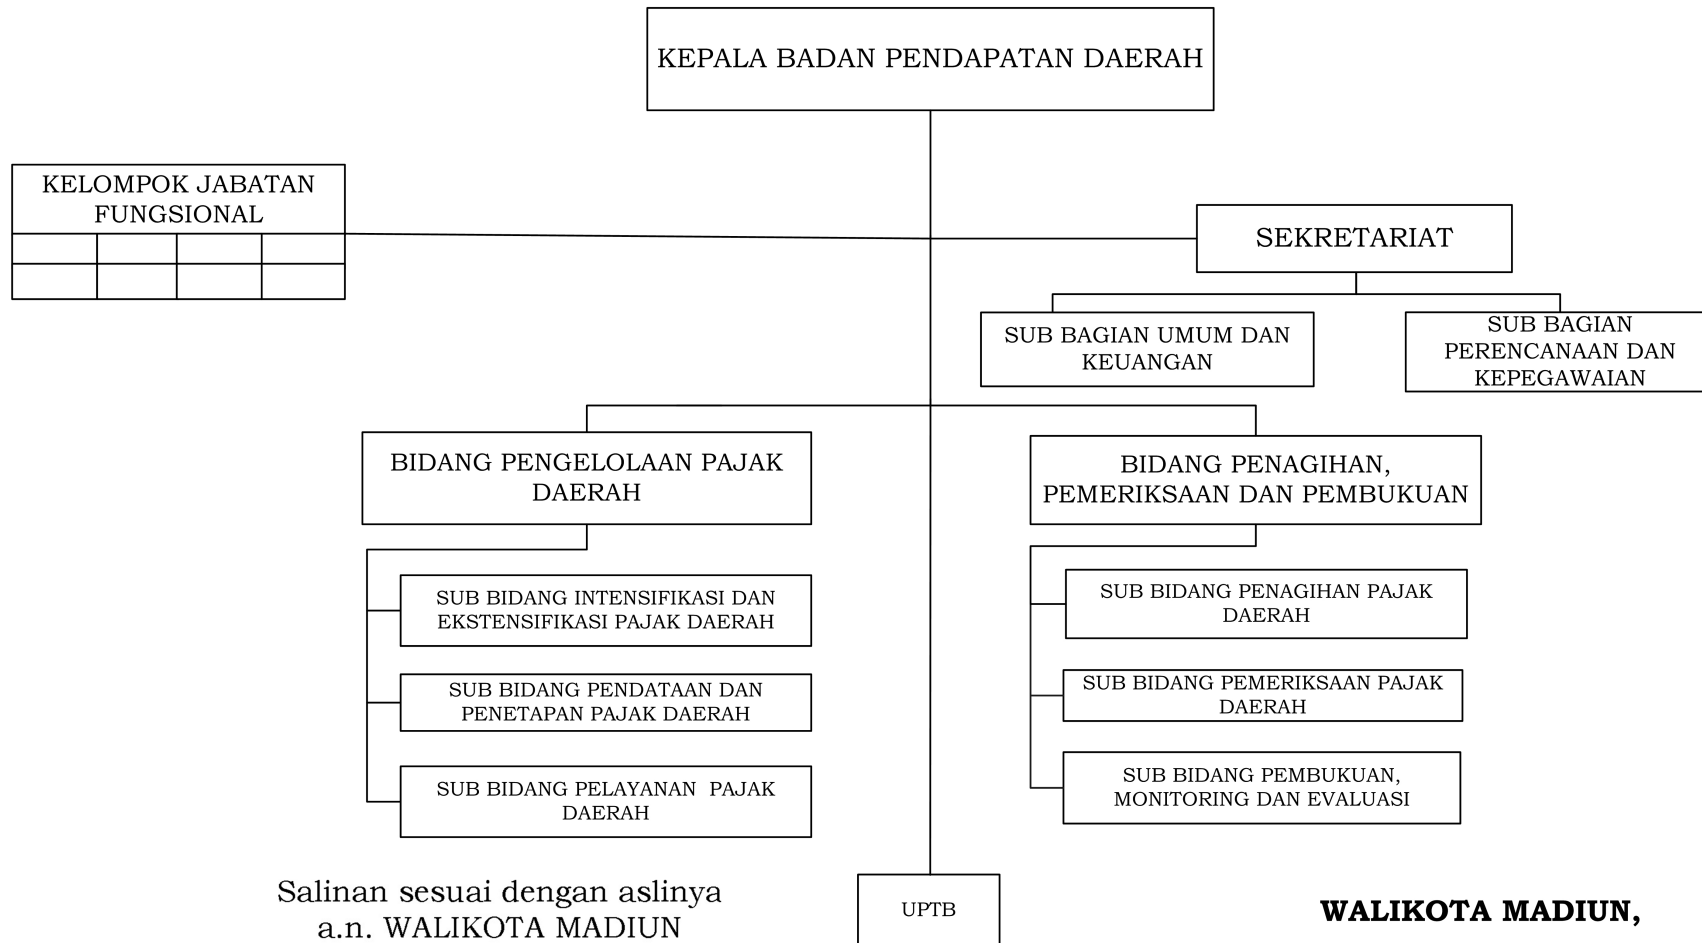 KEPALA BADAN PENDAPATAN DAERAH
KELOMPOK JABATAN
FUNGSIONAL
SEKRETARIAT
SUB BAGIAN UMUM DAN
KEUANGAN
SUB BAGIAN
PERENCANAAN DAN
KEPEGAWAIAN
BIDANG PENGELOLAAN PAJAK
DAERAH
BIDANG PENAGIHAN,
PEMERIKSAAN DAN PEMBUKUAN
SUB BIDANG INTENSIFIKASI DAN
EKSTENSIFIKASI PAJAK DAERAH
SUB BIDANG PENDATAAN DAN
PENETAPAN PAJAK DAERAH
SUB BIDANG PELAYANAN  PAJAK
DAERAH
SUB BIDANG PENAGIHAN PAJAK
DAERAH
SUB BIDANG PEMERIKSAAN PAJAK
DAERAH
SUB BIDANG PEMBUKUAN,
MONITORING DAN EVALUASI
Salinan sesuai dengan aslinya
a.n. WALIKOTA MADIUN
UPTB
WALIKOTA MADIUN,